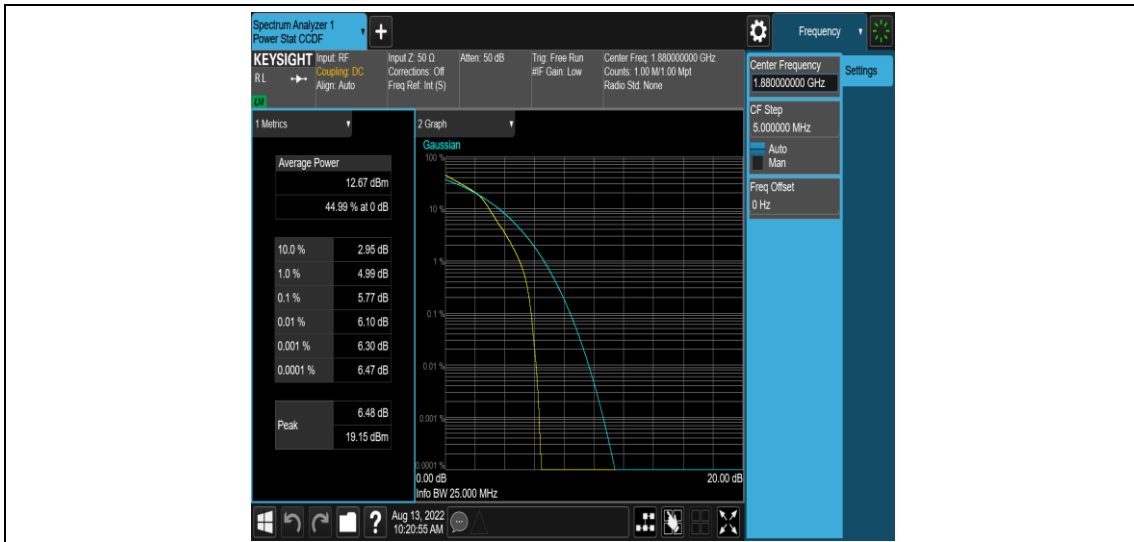 Spectrum Analyzer 1
Power Stat CCDF
Frequency
KEYSIGHT
RL
LXI
Input: RF
Coupling: DC
Align: Auto
Input Z: 50 Ω
Corrections: Off
Freq Ref: Int (S)
Atten: 50 dB
Trig: Free Run
#IF Gain: Low
Center Freq: 1.880000000 GHz
Counts: 1.00 M/1.00 Mpt
Radio Std: None
Center Frequency
1.880000000 GHz
Settings
CF Step
5.000000 MHz
Auto
Man
Freq Offset
0 Hz
1 Metrics
Average Power
12.67 dBm
44.99 % at 0 dB
10.0 % 2.95 dB
1.0 % 4.99 dB
0.1 % 5.77 dB
0.01 % 6.10 dB
0.001 % 6.30 dB
0.0001 % 6.47 dB
Peak
6.48 dB
19.15 dBm
2 Graph
Gaussian
100 %
10 %
1 %
0.1 %
0.01 %
0.001 %
0.0001 %
0.00 dB 20.00 dB
Info BW 25.000 MHz
?
Aug 13, 2022
10:20:55 AM